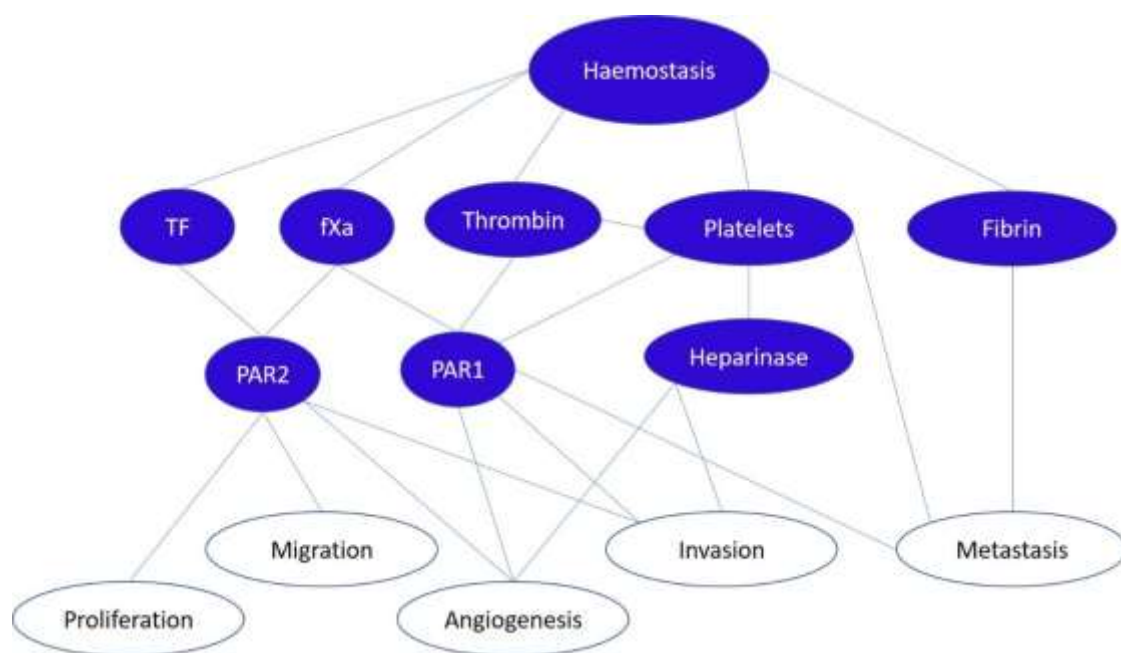 Haemostasis
TF
fXa
Thrombin
Platelets
Fibrin
PAR2
PAR1
Heparinase
Migration
Invasion
Metastasis
Proliferation
Angiogenesis